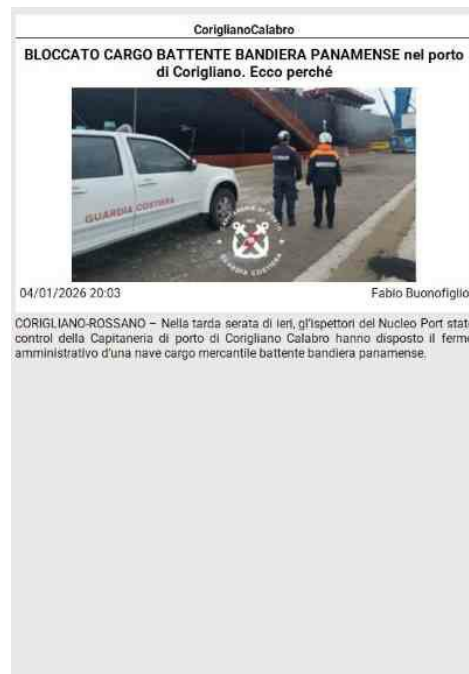 CoriglianoCalabro
BLOCCATO CARGO BATTENTE BANDIERA PANAMENSE nel porto
di Corigliano. Ecco perché
GUARDIA COSTIERA
GUARDIA COSTIERA
04/01/2026 20:03
Fabio Buonofiglio
CORIGLIANO-ROSSANO – Nella tarda serata di ieri, gl'ispettori del Nucleo Port state
control della Capitaneria di porto di Corigliano Calabro hanno disposto il fermo
amministrativo d'una nave cargo mercantile battente bandiera panamense.